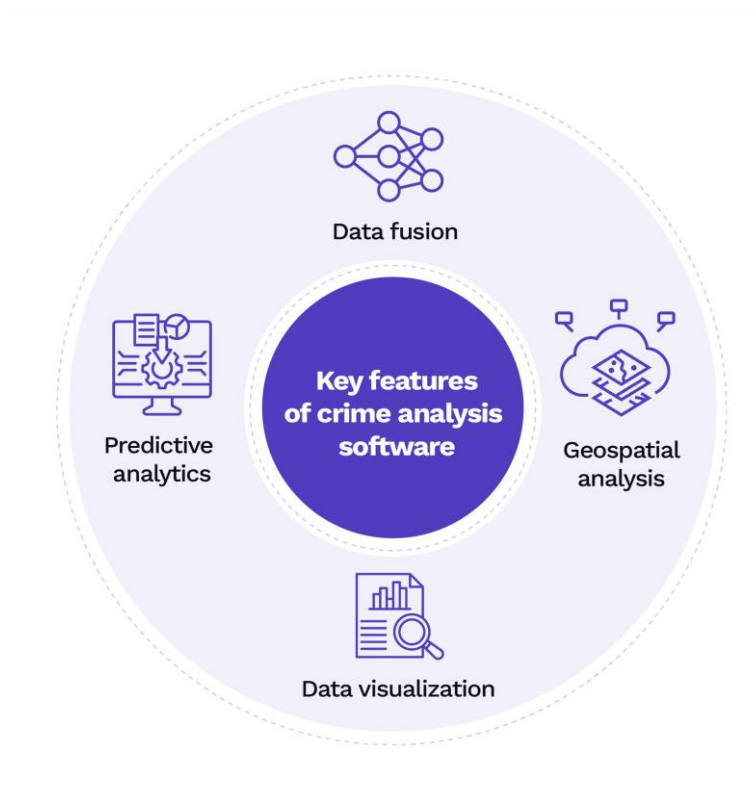 Data fusion
Predictive
analytics
Key features
of crime analysis
software
Geospatial
analysis
Data visualization